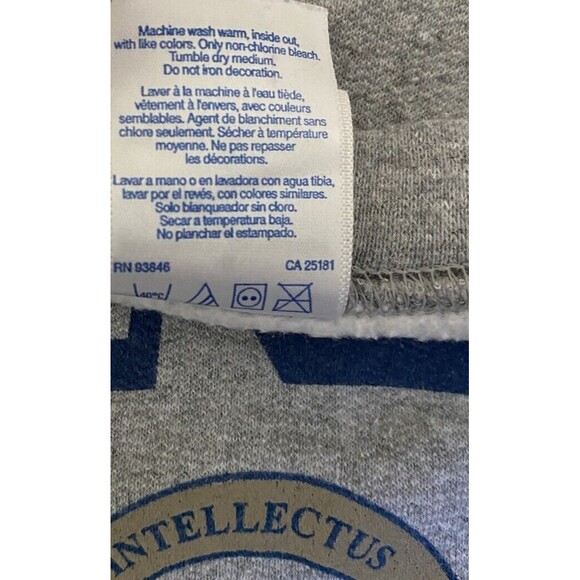 Machine wash warm, inside out,
with like colors. Only non-chlorine bleach.
Tumble dry medium.
Do not iron decoration.
Laver à la machine à l'eau tiède,
vêtement à l'envers, avec couleurs
semblables. Agent de blanchiment sans
chlore seulement. Sécher à température
moyenne. Ne pas repasser
les décorations.
Lavar a mano o en lavadora con agua tibia,
lavar por el revés, con colores similares.
Solo blanqueador sin cloro.
Secar a temperatura baja.
No planchar el estampado.
RN 93846 CA 25181
40°C
INTELLECTUS